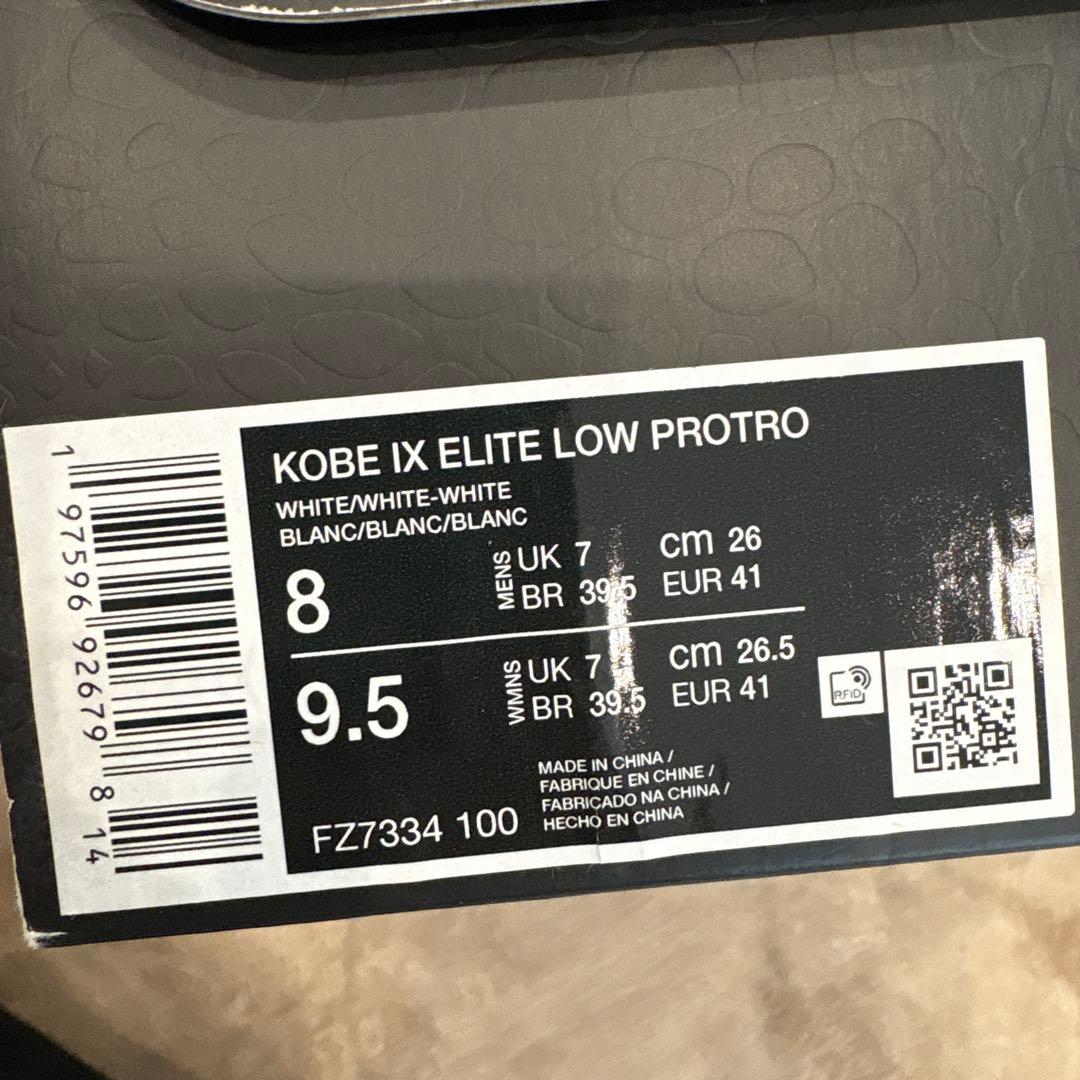 KOBE IX ELITE LOW PROTRO
WHITE/WHITE-WHITE
BLANC/BLANC/BLANC
8
MENS
UK 7 cm 26
BR 39.5 EUR 41
9.5
WMNS
UK 7 cm 26.5
BR 39.5 EUR 41
RFID
MADE IN CHINA /
FABRIQUE EN CHINE /
FABRICADO NA CHINA /
HECHO EN CHINA
FZ7334 100
1 97596 92679 8 14